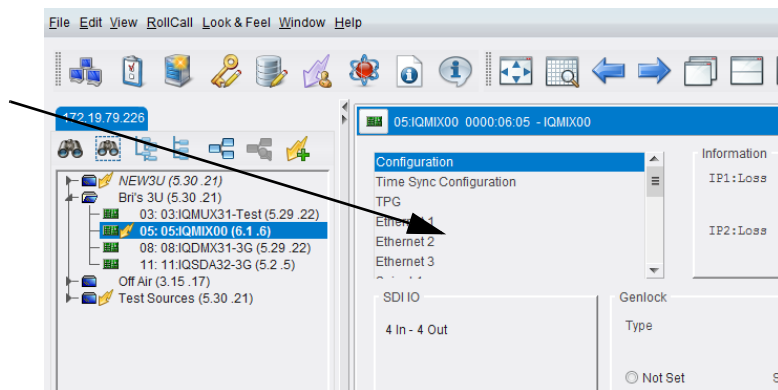 File Edit View RollCall Look & Feel Window Help
172.19.79.226
05:IQMIX00 0000:06:05 - IQMIX00
NEW3U (5.30 .21)
Bri's 3U (5.30 .21)
03: 03:IQMUX31-Test (5.29 .22)
05: 05:IQMIX00 (6.1 .6)
08: 08:IQDMX31-3G (5.29 .22)
11: 11:IQSDA32-3G (5.2 .5)
Off Air (3.15 .17)
Test Sources (5.30 .21)
Configuration
Time Sync Configuration
TPG
Ethernet 1
Ethernet 2
Ethernet 3
Information
IP1:Loss
IP2:Loss
SDI IO
4 In - 4 Out
Genlock
Type
Not Set